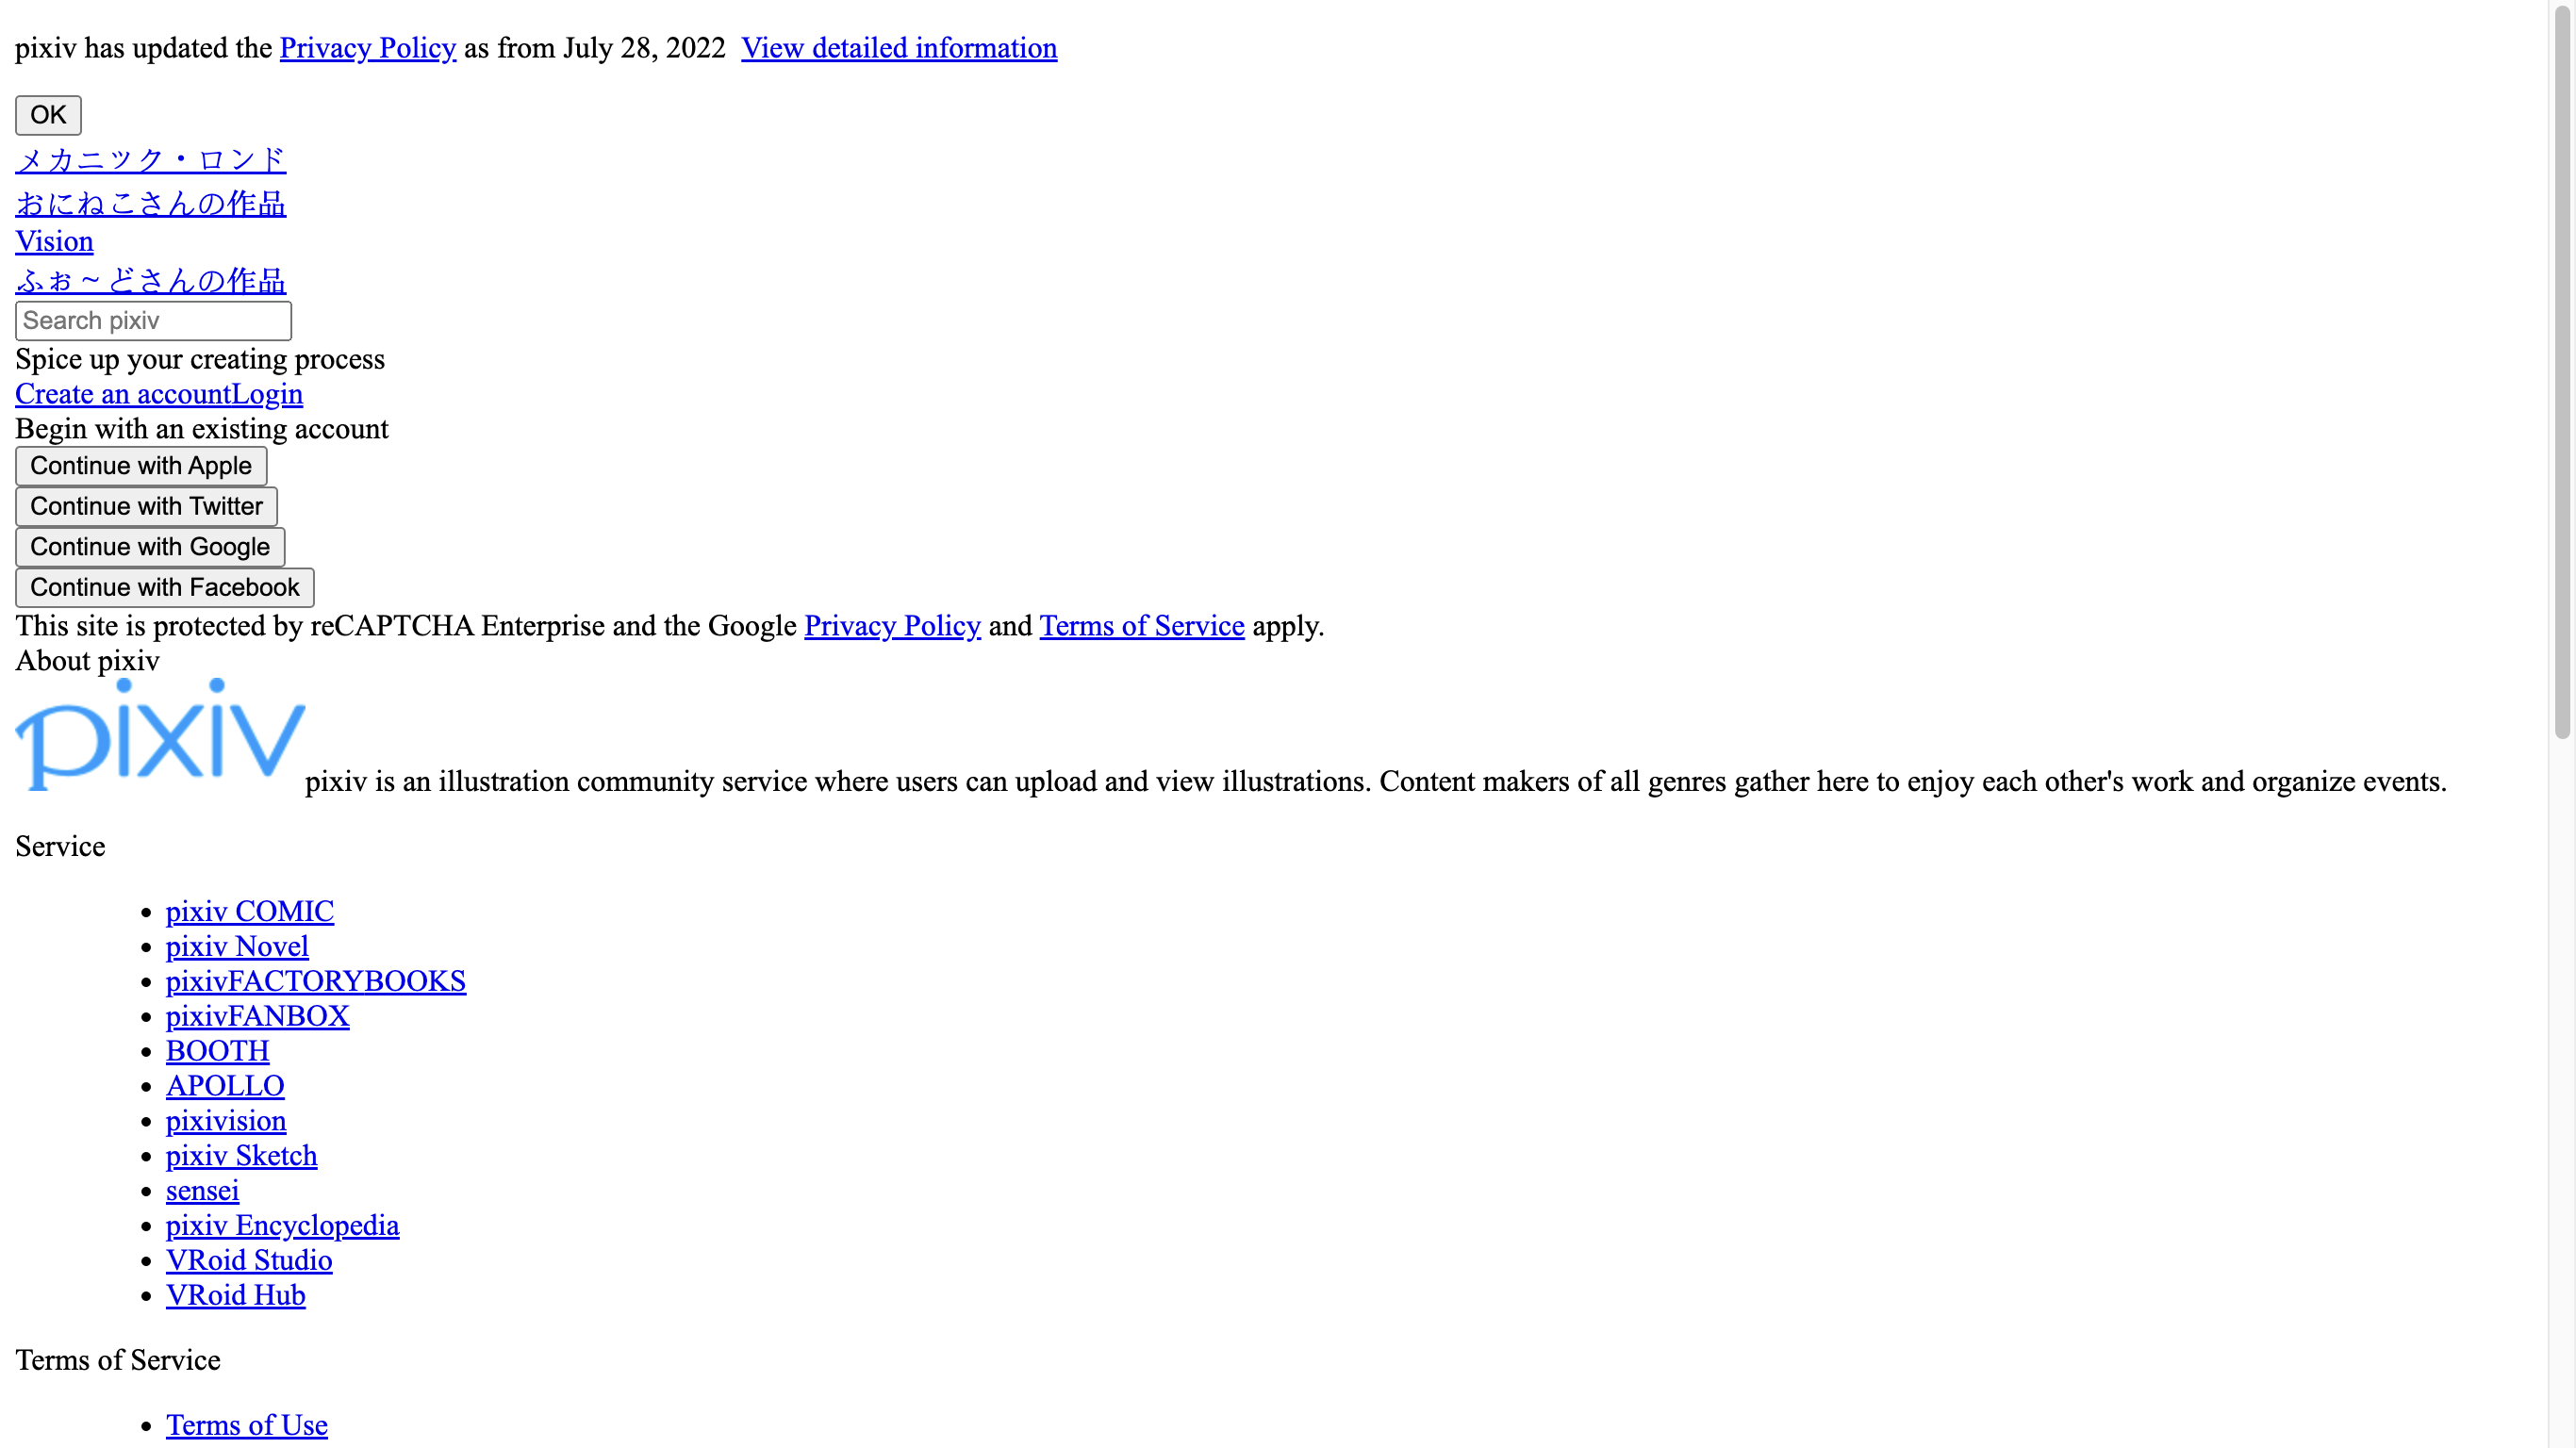 pixiv has updated the Privacy Policy as from July 28, 2022 View detailed information
OK
メカニック・ロンド
おにねこさんの作品
Vision
ふぉ~どさんの作品
Search pixiv
Spice up your creating process
Create an accountLogin
Begin with an existing account
Continue with Apple
Continue with Twitter
Continue with Google
Continue with Facebook
This site is protected by reCAPTCHA Enterprise and the Google Privacy Policy and Terms of Service apply.
About pixiv
pixiv pixiv is an illustration community service where users can upload and view illustrations. Content makers of all genres gather here to enjoy each other's work and organize events.
Service
pixiv COMIC
pixiv Novel
pixivFACTORYBOOKS
pixivFANBOX
BOOTH
APOLLO
pixivision
pixiv Sketch
sensei
pixiv Encyclopedia
VRoid Studio
VRoid Hub
Terms of Service
Terms of Use